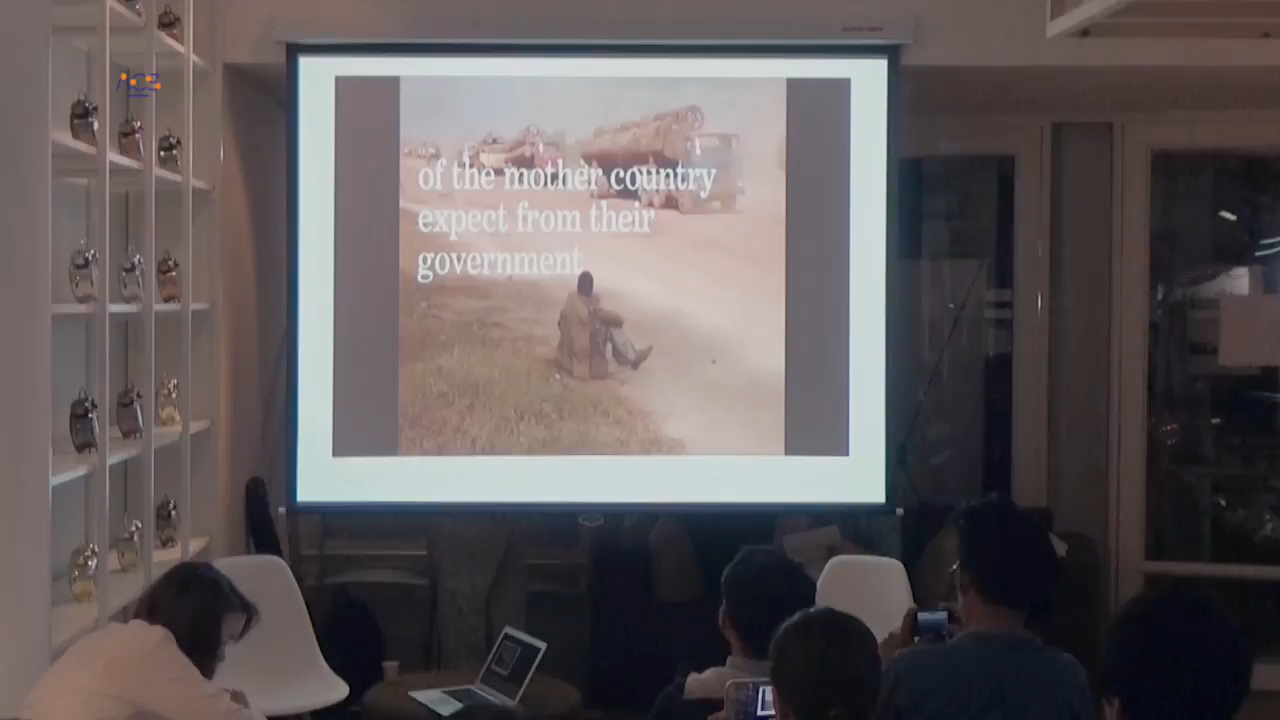 of the mother country
expect from their
government